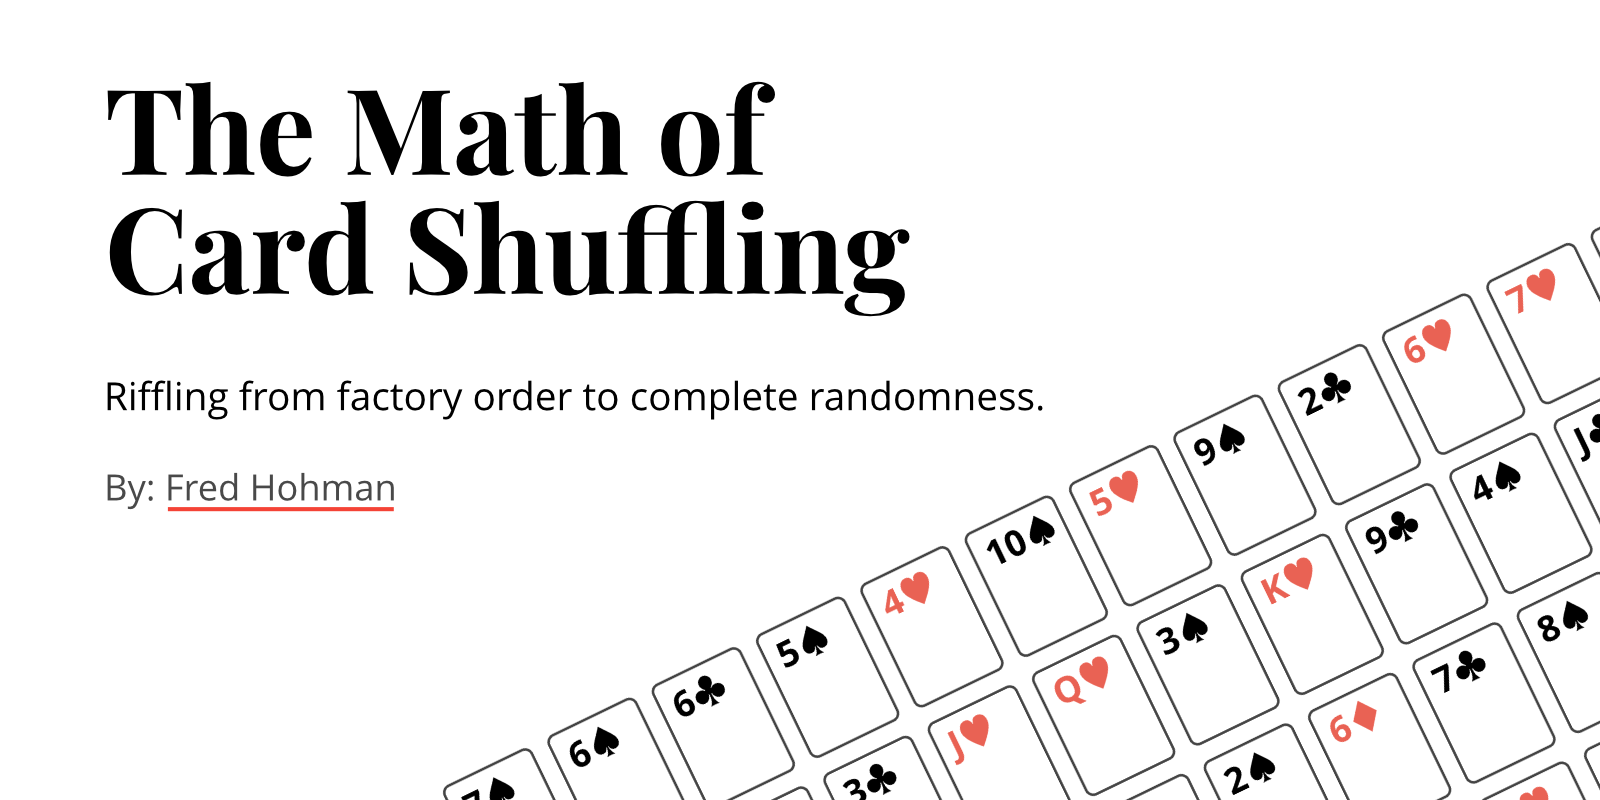 The Math of
Card Shuffling
Riffling from factory order to complete randomness.
By: Fred Hohman
7♥
6♥
2♣
9♠
5♥
10♠
4♥
5♠
6♣
6♠
7♠
J♣
4♠
9♣
K♥
3♠
Q♥
J♥
3♣
8♠
7♣
6♦
2♠